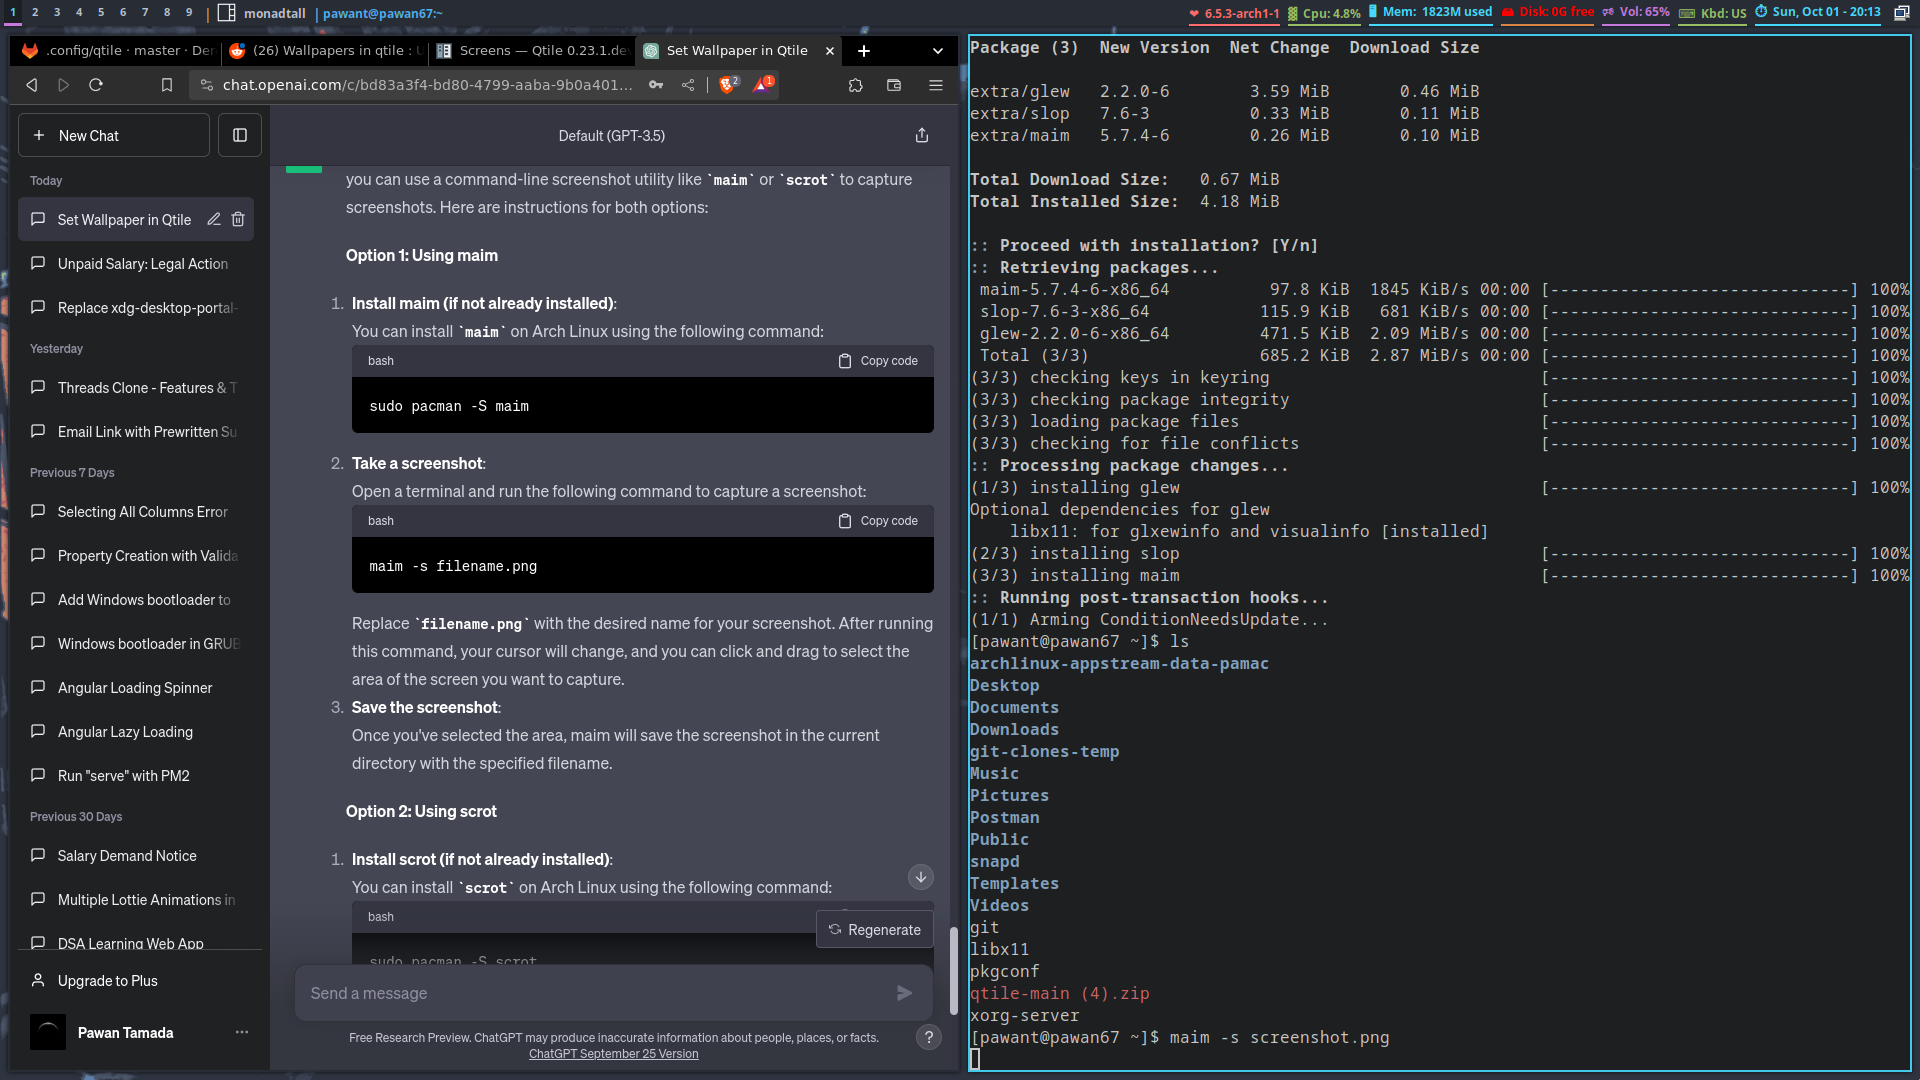 1 2 3 4 5 6 7 8 9 | monadtall | pawant@pawan67:~
6.5.3-arch1-1 Cpu: 4.8% Mem: 1823M used Disk: 0G free Vol: 65% Kbd: US Sun, Oct 01 - 20:13
.config/qtile · master · De (26) Wallpapers in qtile : Screens — Qtile 0.23.1.de Set Wallpaper in Qtile
chat.openai.com/c/bd83a3f4-bd80-4799-aaba-9b0a401... 2 1
New Chat
Today
Set Wallpaper in Qtile
Unpaid Salary: Legal Action
Replace xdg-desktop-portal-
Yesterday
Threads Clone - Features & T
Email Link with Prewritten Su
Previous 7 Days
Selecting All Columns Error
Property Creation with Valida
Add Windows bootloader to
Windows bootloader in GRUB
Angular Loading Spinner
Angular Lazy Loading
Run "serve" with PM2
Previous 30 Days
Salary Demand Notice
Multiple Lottie Animations in
DSA Learning Web App
Upgrade to Plus
Pawan Tamada
Default (GPT-3.5)
you can use a command-line screenshot utility like `maim` or `scrot` to capture
screenshots. Here are instructions for both options:
Option 1: Using maim
1. Install maim (if not already installed):
You can install `maim` on Arch Linux using the following command:
bash Copy code
sudo pacman -S maim
2. Take a screenshot:
Open a terminal and run the following command to capture a screenshot:
bash Copy code
maim -s filename.png
Replace `filename.png` with the desired name for your screenshot. After running
this command, your cursor will change, and you can click and drag to select the
area of the screen you want to capture.
3. Save the screenshot:
Once you've selected the area, maim will save the screenshot in the current
directory with the specified filename.
Option 2: Using scrot
1. Install scrot (if not already installed):
You can install `scrot` on Arch Linux using the following command:
bash
Regenerate
sudo pacman -S scrot
Send a message
Free Research Preview. ChatGPT may produce inaccurate information about people, places, or facts.
ChatGPT September 25 Version
?
Package (3) New Version Net Change Download Size
extra/glew 2.2.0-6 3.59 MiB 0.46 MiB
extra/slop 7.6-3 0.33 MiB 0.11 MiB
extra/maim 5.7.4-6 0.26 MiB 0.10 MiB
Total Download Size: 0.67 MiB
Total Installed Size: 4.18 MiB
:: Proceed with installation? [Y/n]
:: Retrieving packages...
maim-5.7.4-6-x86_64 97.8 KiB 1845 KiB/s 00:00 [------------------------------] 100%
slop-7.6-3-x86_64 115.9 KiB 681 KiB/s 00:00 [------------------------------] 100%
glew-2.2.0-6-x86_64 471.5 KiB 2.09 MiB/s 00:00 [------------------------------] 100%
Total (3/3) 685.2 KiB 2.87 MiB/s 00:00 [------------------------------] 100%
(3/3) checking keys in keyring [------------------------------] 100%
(3/3) checking package integrity [------------------------------] 100%
(3/3) loading package files [------------------------------] 100%
(3/3) checking for file conflicts [------------------------------] 100%
:: Processing package changes...
(1/3) installing glew [------------------------------] 100%
Optional dependencies for glew
libx11: for glxewinfo and visualinfo [installed]
(2/3) installing slop [------------------------------] 100%
(3/3) installing maim [------------------------------] 100%
:: Running post-transaction hooks...
(1/1) Arming ConditionNeedsUpdate...
[pawant@pawan67 ~]$ ls
archlinux-appstream-data-pamac
Desktop
Documents
Downloads
git-clones-temp
Music
Pictures
Postman
Public
snapd
Templates
Videos
git
libx11
pkgconf
qtile-main (4).zip
xorg-server
[pawant@pawan67 ~]$ maim -s screenshot.png